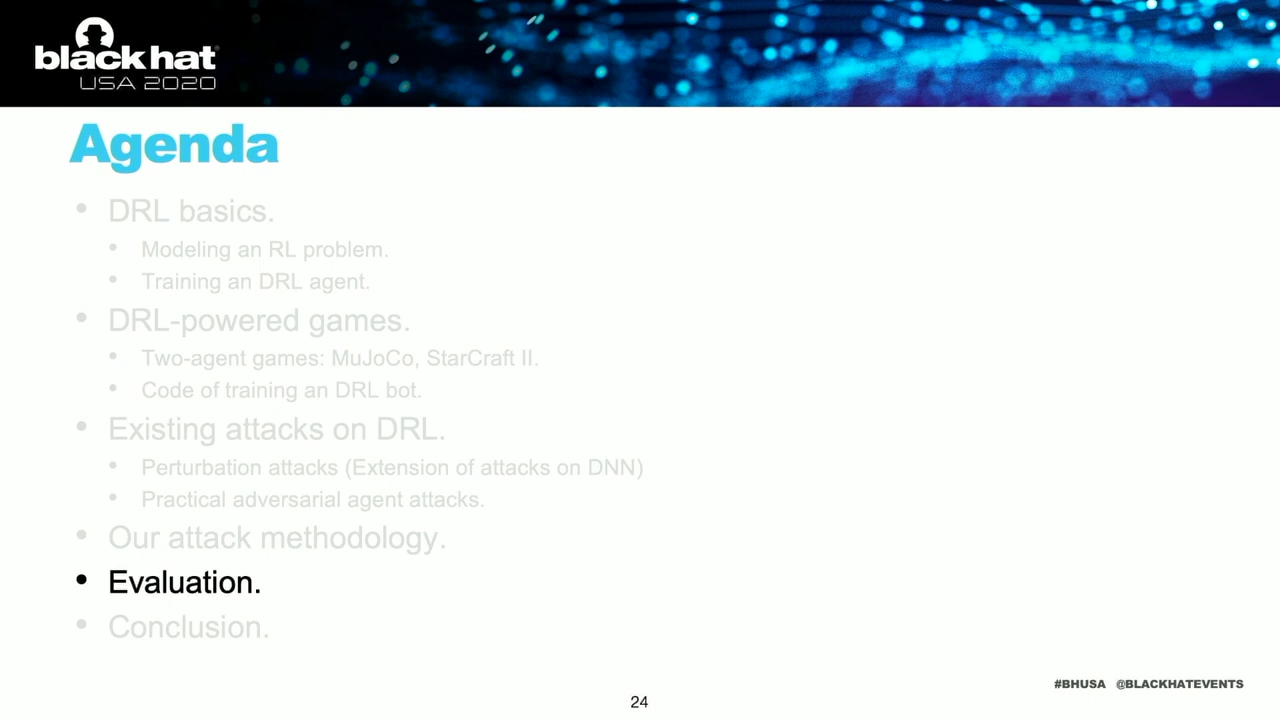 black hat
USA 2020
Agenda
• DRL basics.
• Modeling an RL problem.
• Training an DRL agent.
• DRL-powered games.
• Two-agent games: MuJoCo, StarCraft II.
• Code of training an DRL bot.
• Existing attacks on DRL.
• Perturbation attacks (Extension of attacks on DNN)
• Practical adversarial agent attacks.
• Our attack methodology.
• Evaluation.
• Conclusion.
#BHUSA @BLACKHATEVENTS
24